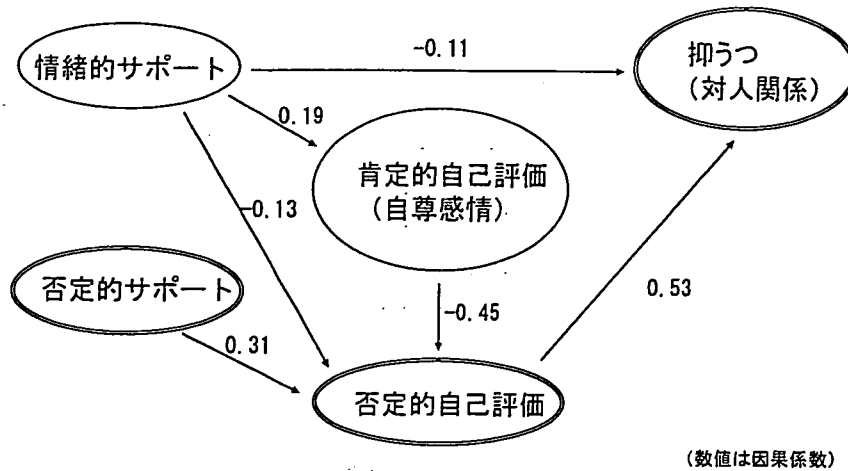 情緒的サポート
-0.11
抑うつ
(対人関係)
0.19
肯定的自己評価
(自尊感情)
-0.13
否定的サポート
-0.45
0.53
0.31
否定的自己評価
(数値は因果係数)